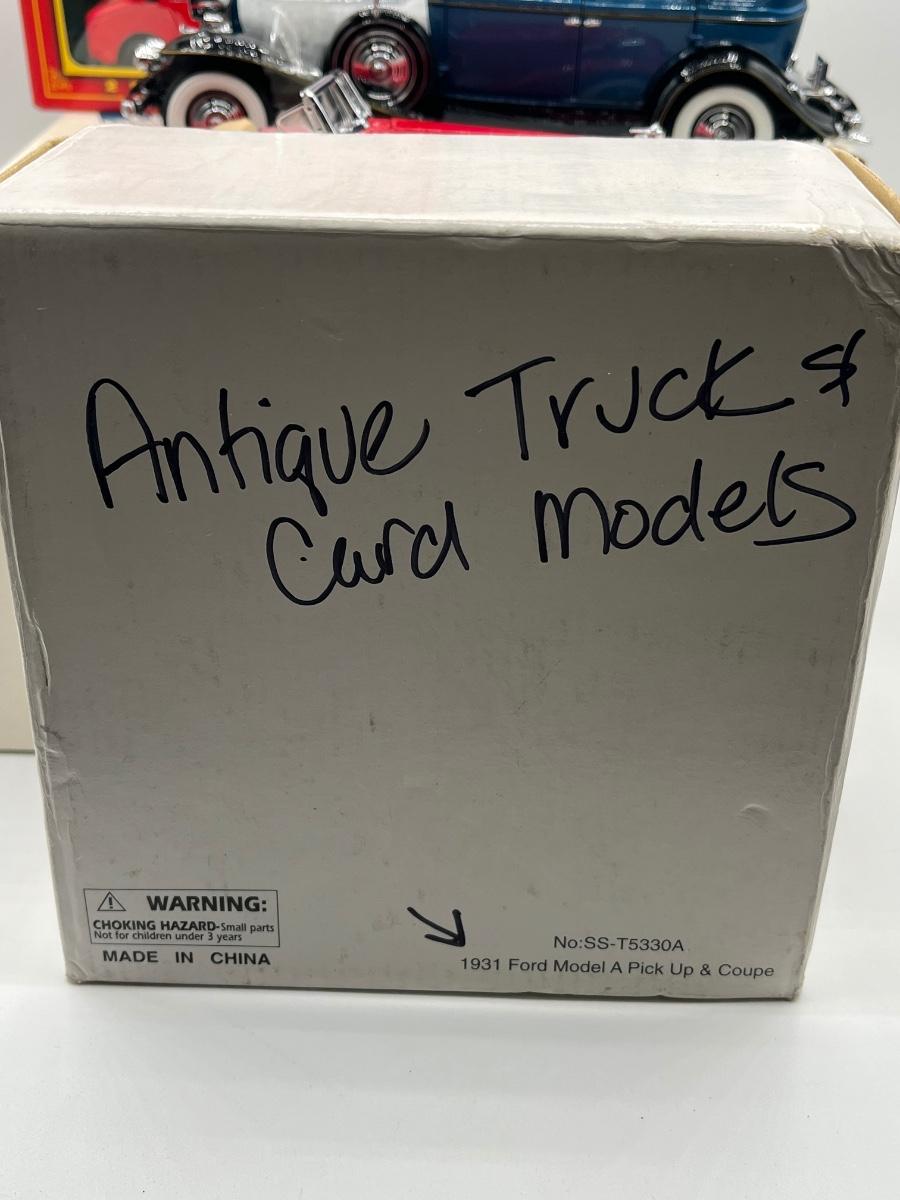 Antique Truck &
Card Models
WARNING:
CHOKING HAZARD-Small parts
Not for children under 3 years
MADE IN CHINA
No:SS-T5330A
1931 Ford Model A Pick Up & Coupe